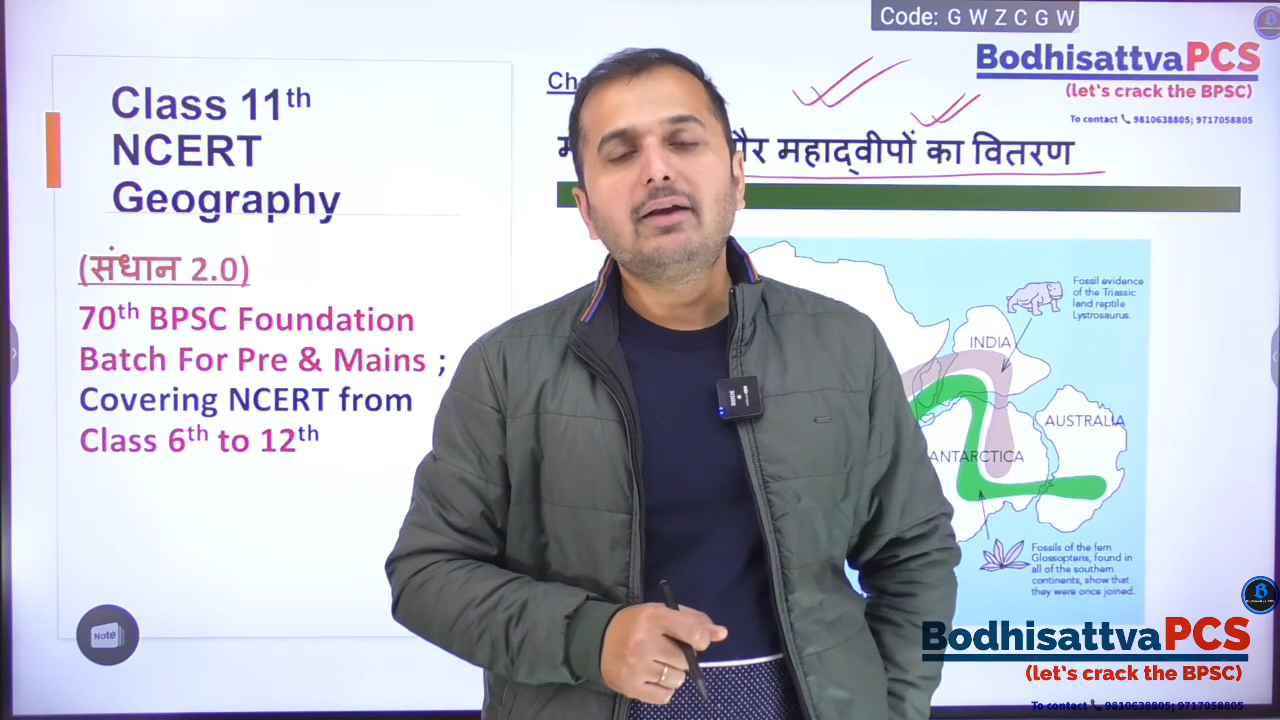 Code: G W Z C G W
BodhisattvaPCS
(let's crack the BPSC)
To contact 📞 9810638805; 9717058805
Class 11th
NCERT
Geography
(संधान 2.0)
70th BPSC Foundation
Batch For Pre & Mains ;
Covering NCERT from
Class 6th to 12th
Note
महाद्वीपों का वितरण
Fossil evidence
of the Triassic
land reptile
Lystrosaurus.
INDIA
AUSTRALIA
ANTARCTICA
Fossils of the fern
Glossopteris, found in
all of the southern
continents, show that
they were once joined.
BodhisattvaPCS
(let's crack the BPSC)
To contact 📞 9810638805; 9717058805